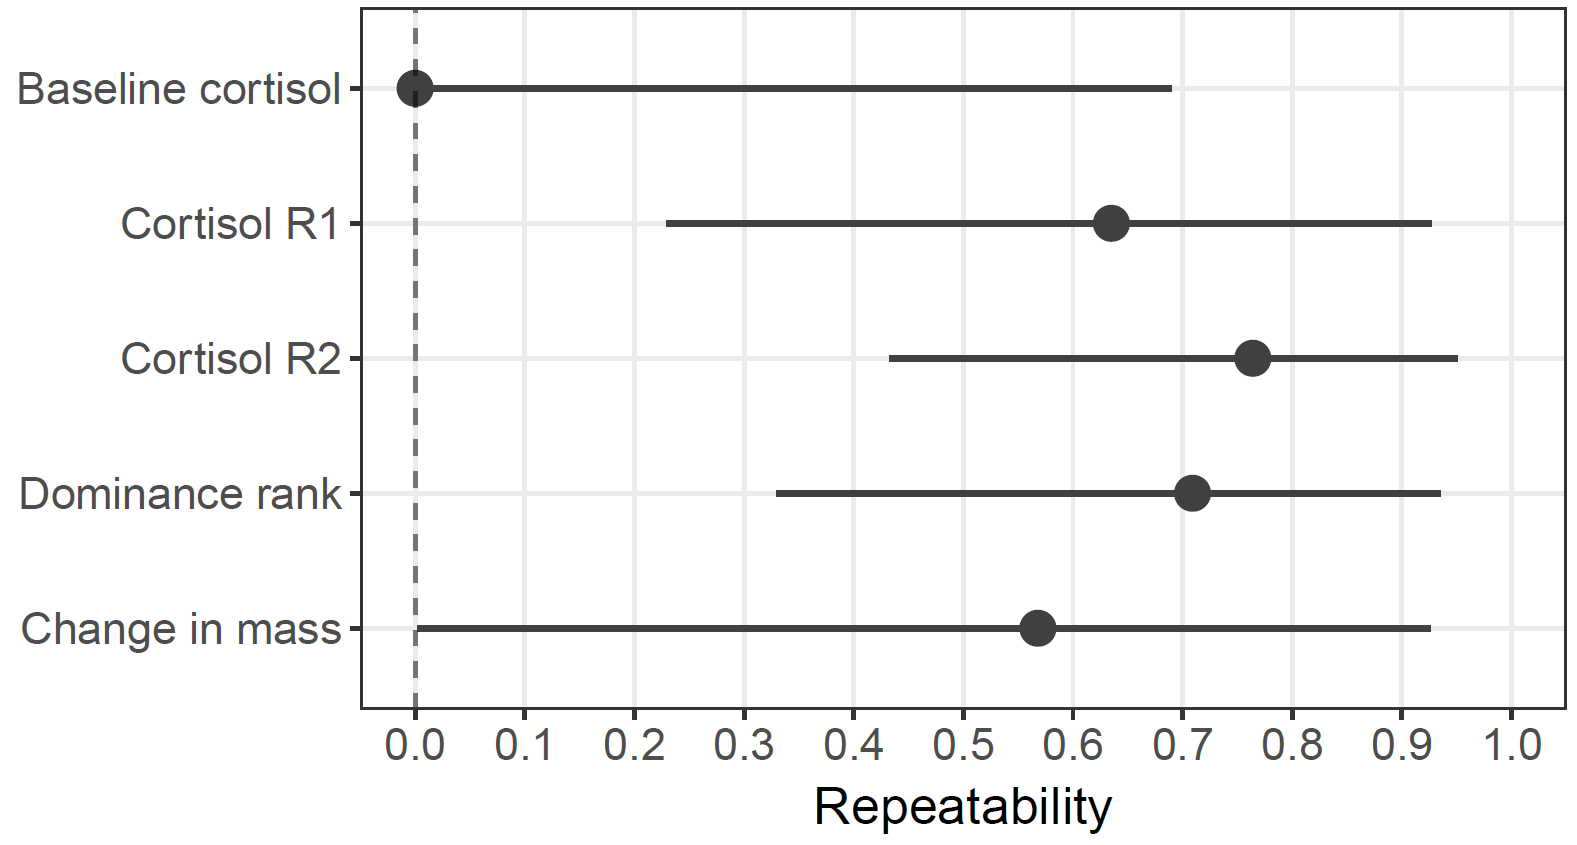 Baseline cortisol
Cortisol R1
Cortisol R2
Dominance rank
Change in mass
0.0 0.1 0.2 0.3 0.4 0.5 0.6 0.7 0.8 0.9 1.0
Repeatability